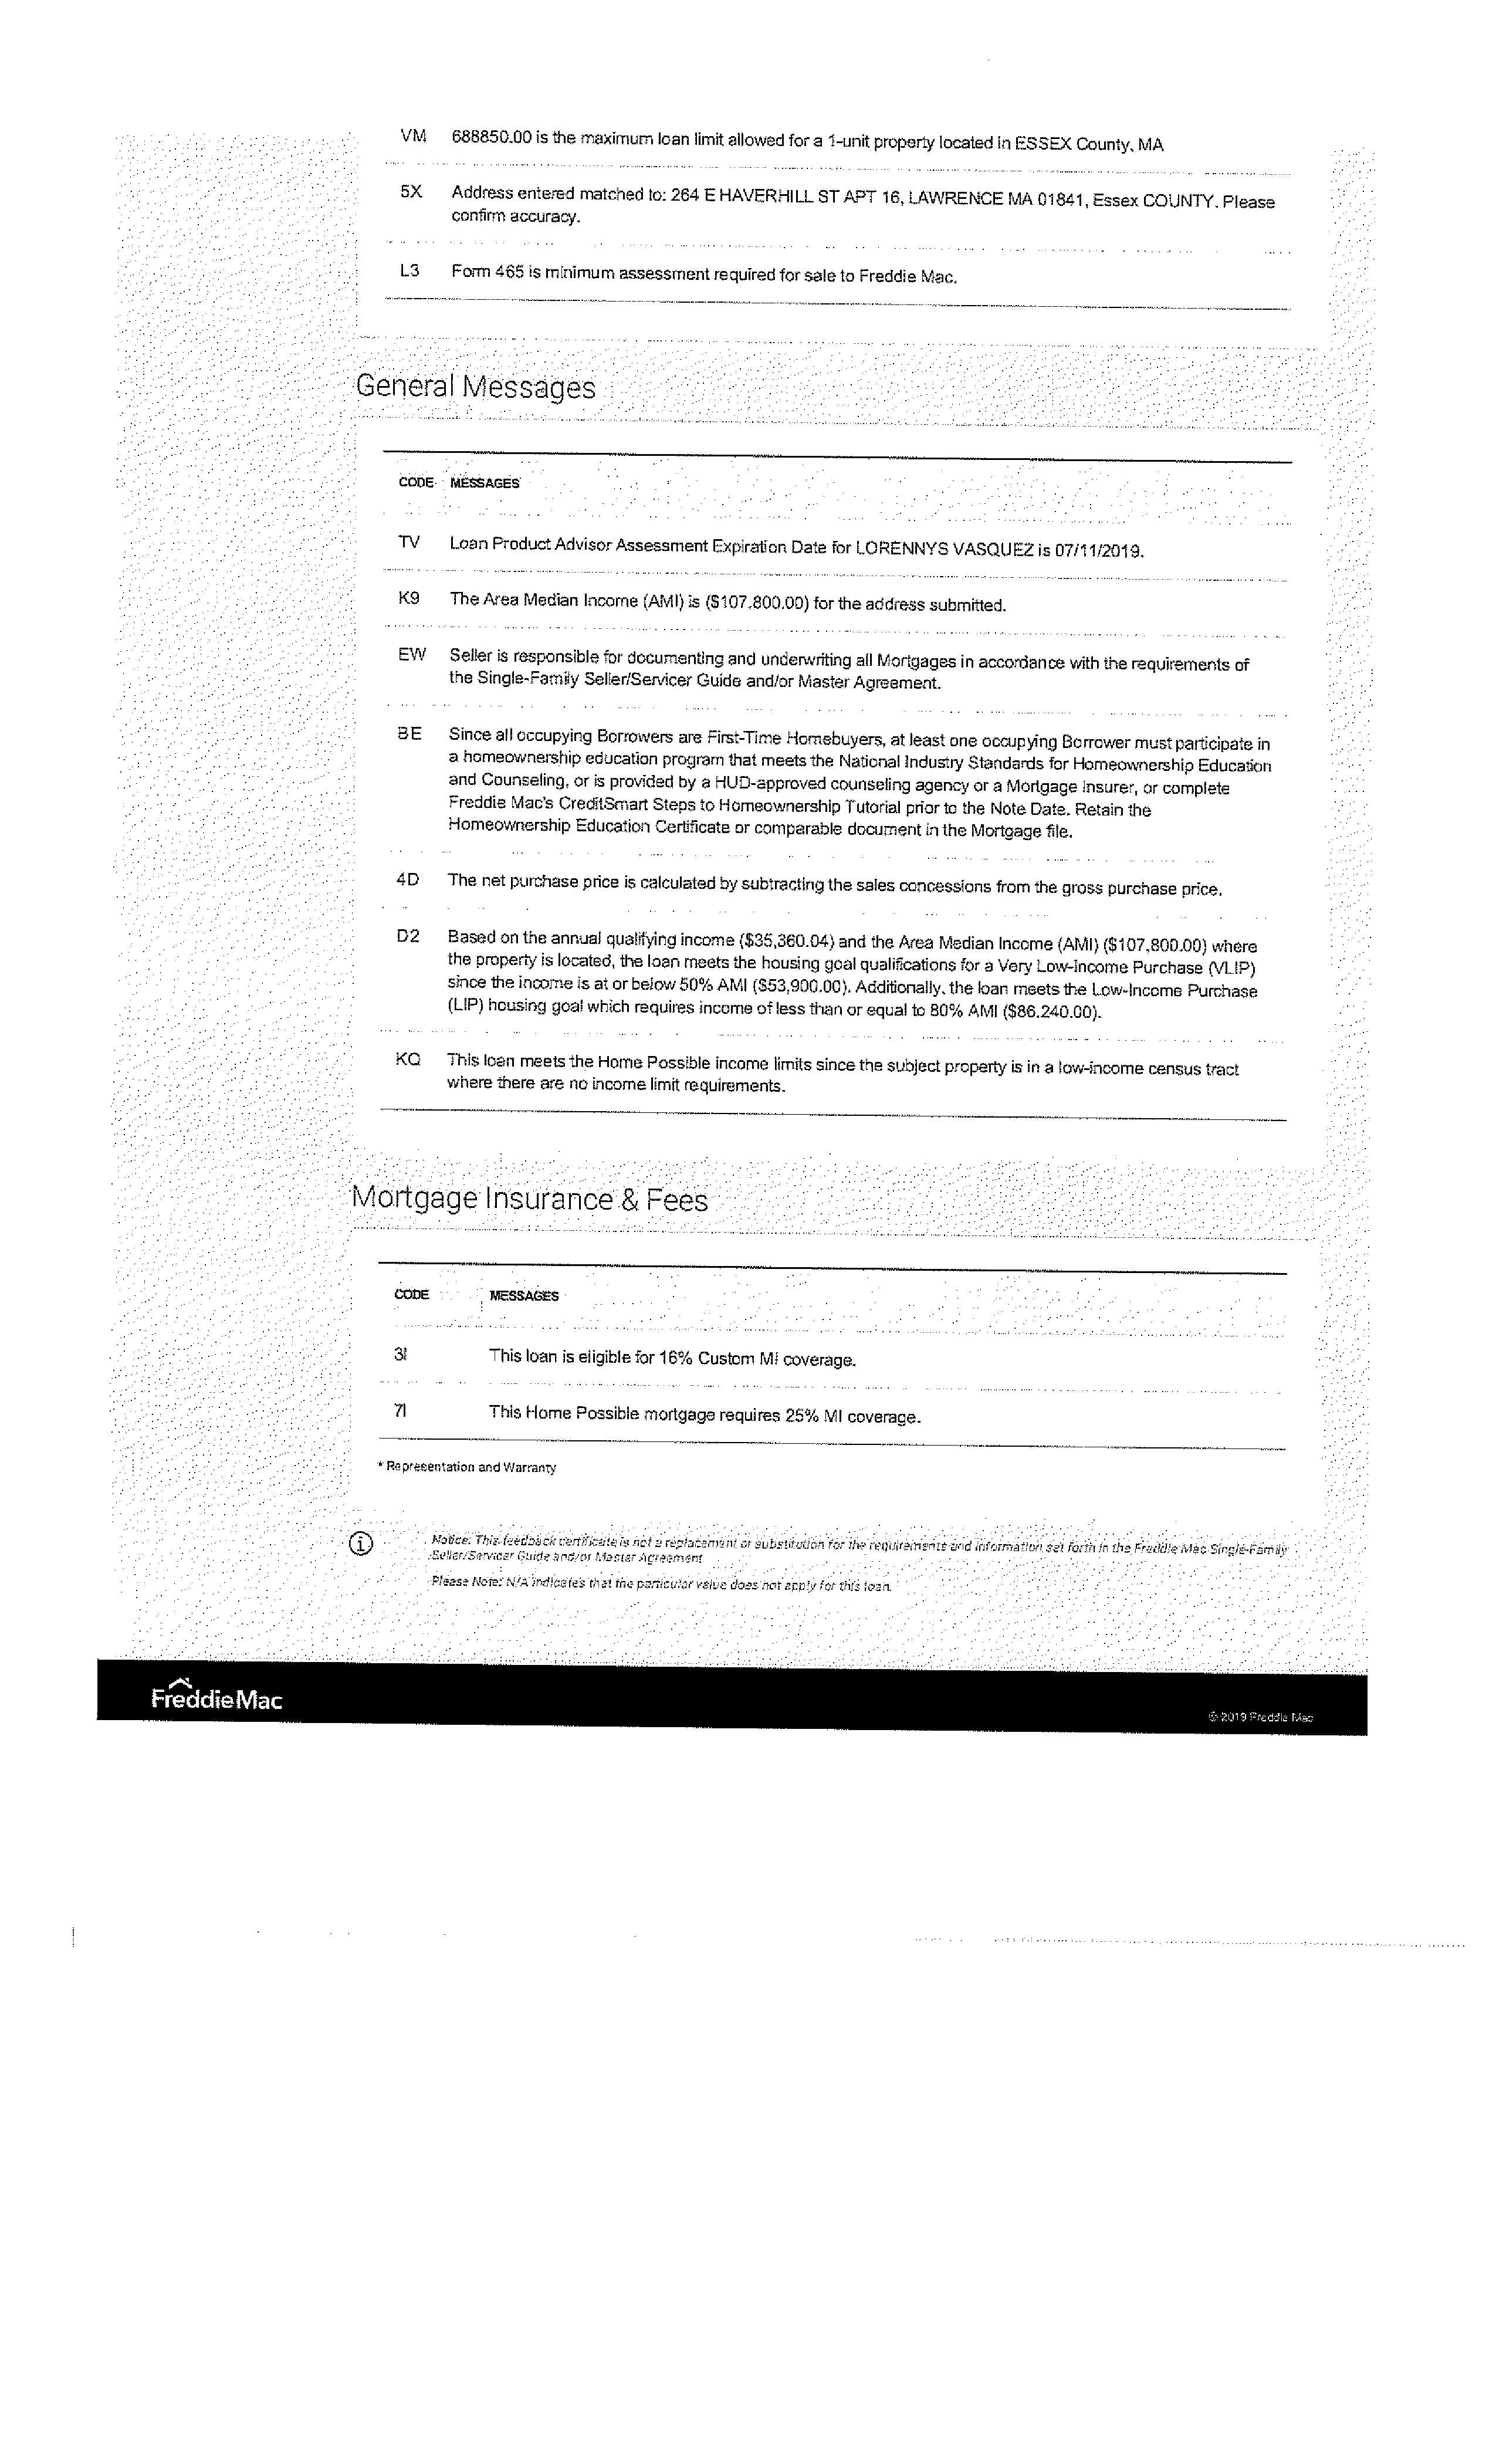 VM 688850.00 is the maximum loan limit allowed for a 1-unit property located in ESSEX County, MA
5X Address entered matched to: 264 E HAVERHILL ST APT 16, LAWRENCE MA 01841, Essex COUNTY. Please
confirm accuracy.
L3 Form 465 is minimum assessment required for sale to Freddie Mac.
General Messages
CODE MESSAGES
TV Loan Product Advisor Assessment Expiration Date for LORENNYS VASQUEZ is 07/11/2019.
K9 The Area Median Income (AMI) is ($107,800.00) for the address submitted.
EW Seller is responsible for documenting and underwriting all Mortgages in accordance with the requirements of
the Single-Family Seller/Servicer Guide and/or Master Agreement.
BE Since all occupying Borrowers are First-Time Homebuyers, at least one occupying Borrower must participate in
a homeownership education program that meets the National Industry Standards for Homeownership Education
and Counseling, or is provided by a HUD-approved counseling agency or a Mortgage Insurer, or complete
Freddie Mac's CreditSmart Steps to Homeownership Tutorial prior to the Note Date. Retain the
Homeownership Education Certificate or comparable document in the Mortgage file.
4D The net purchase price is calculated by subtracting the sales concessions from the gross purchase price.
D2 Based on the annual qualifying income ($35,360.04) and the Area Median Income (AMI) ($107,800.00) where
the property is located, the loan meets the housing goal qualifications for a Very Low-Income Purchase (VLIP)
since the income is at or below 50% AMI ($53,900.00). Additionally, the loan meets the Low-Income Purchase
(LIP) housing goal which requires income of less than or equal to 80% AMI ($86,240.00).
KQ This loan meets the Home Possible income limits since the subject property is in a low-income census tract
where there are no income limit requirements.
Mortgage Insurance & Fees
CODE MESSAGES
3I This loan is eligible for 16% Custom MI coverage.
7I This Home Possible mortgage requires 25% MI coverage.
* Representation and Warranty
Notice: This feedback certificate is not a replacement or substitution for the requirements and information set forth in the Freddie Mac Single-Family
Seller/Servicer Guide and/or Master Agreement
Please Note: N/A indicates that the particular value does not apply for this loan.
Freddie Mac
© 2019 Freddie Mac